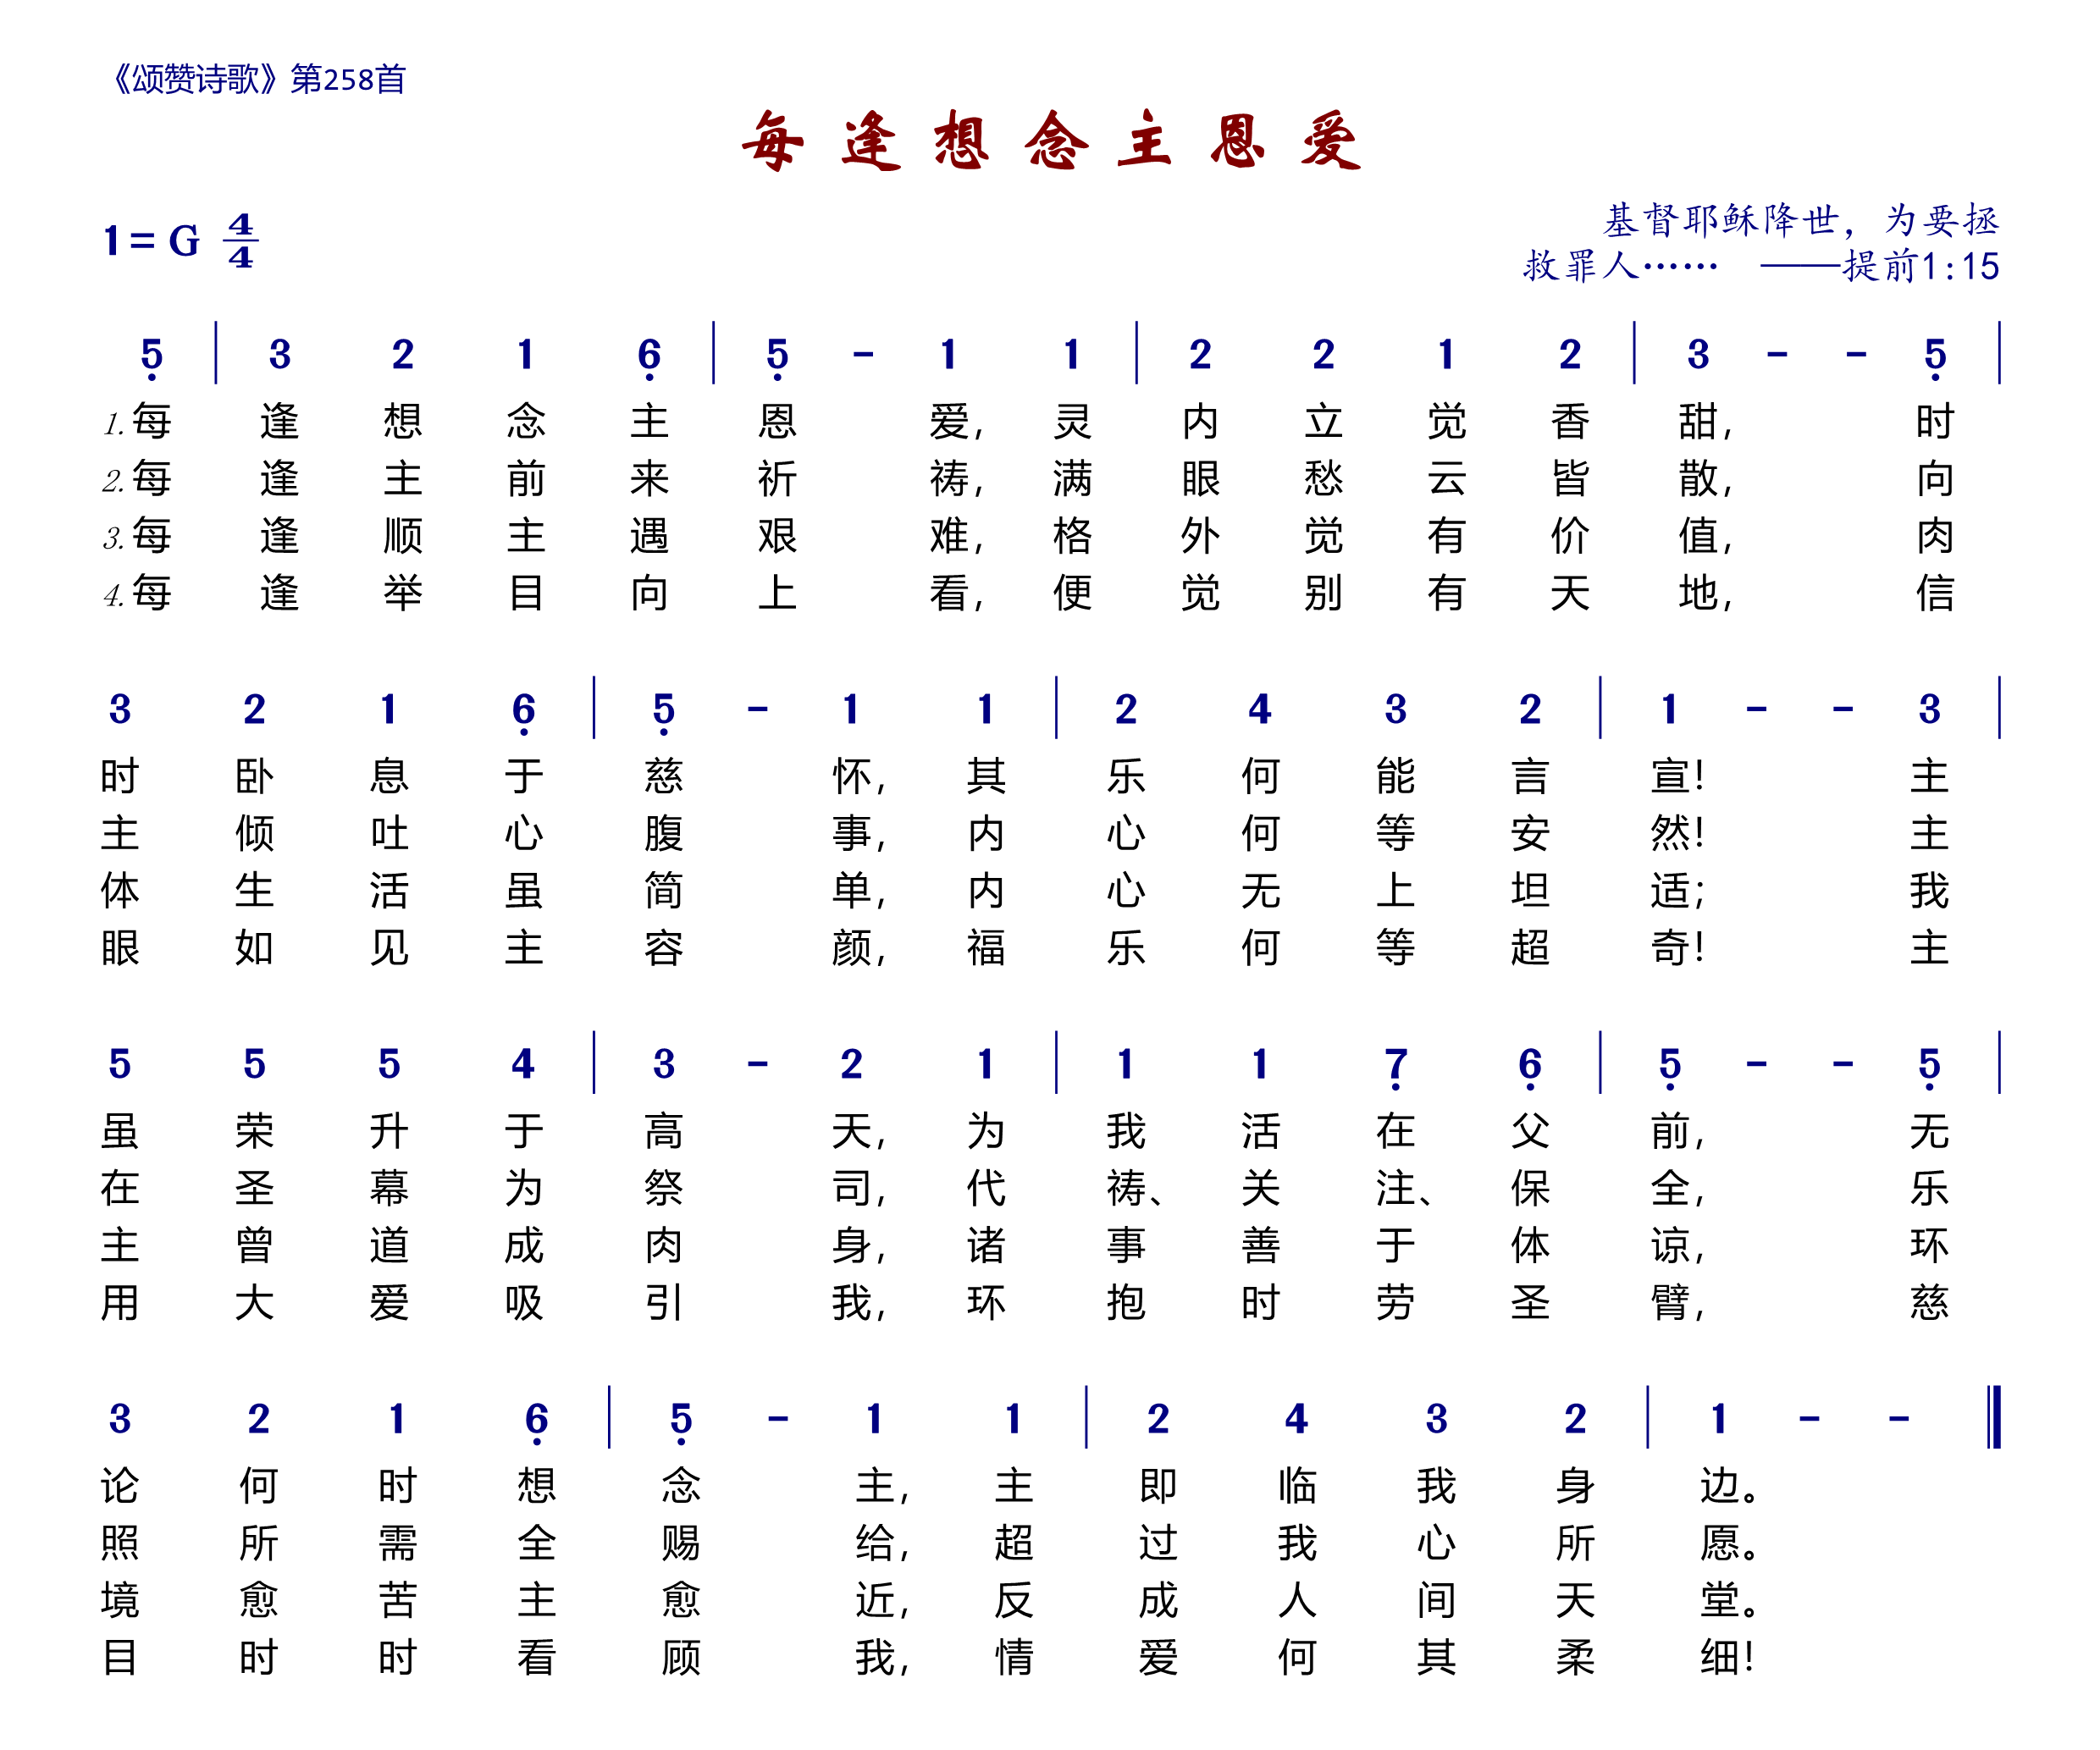 《颂赞诗歌》第258首
每逢想念主恩爱
1=G 4/4
基督耶稣降世，为要拯
救罪人…… ——提前1:15
5̣ | 3 2 1 6̣ | 5̣ - 1 1 | 2 2 1 2 | 3 - - 5̣ |
1.每逢想念主恩爱，灵内立觉香甜，时
2.每逢主前来祈祷，满眼愁云皆散，向
3.每逢顺主遇艰难，格外觉有价值，肉
4.每逢举目向上看，便觉别有天地，信
3 2 1 6̣ | 5̣ - 1 1 | 2 4 3 2 | 1 - - 3 |
时卧息于慈怀，其乐何能言宣！主
主倾吐心腹事，内心何等安然！主
体生活虽简单，内心无上坦适；我
眼如见主容颜，福乐何等超奇！主
5 5 5 4 | 3 - 2 1 | 1 1 7̣ 6̣ | 5̣ - - 5̣ |
虽荣升于高天，为我活在父前，无
在圣幕为祭司，代祷、关注、保全，乐
主曾道成肉身，诸事善于体谅，环
用大爱吸引我，环抱时劳圣臂，慈
3 2 1 6̣ | 5̣ - 1 1 | 2 4 3 2 | 1 - - ‖
论何时想念主，主即临我身边。
照所需全赐给，超过我心所愿。
境愈苦主愈近，反成人间天堂。
目时时看顾我，情爱何其柔细！